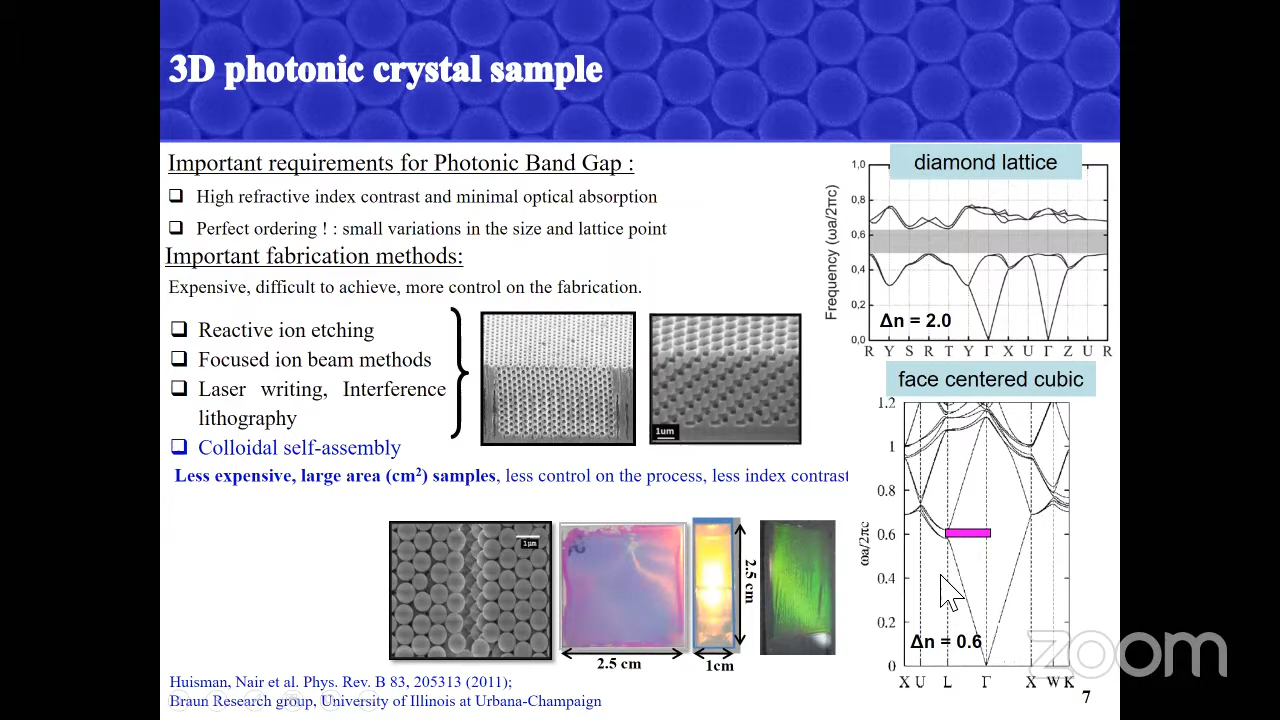 3D photonic crystal sample
Important requirements for Photonic Band Gap :
High refractive index contrast and minimal optical absorption
Perfect ordering ! : small variations in the size and lattice point
Important fabrication methods:
Expensive, difficult to achieve, more control on the fabrication.
Reactive ion etching
Focused ion beam methods
Laser writing, Interference
lithography
Colloidal self-assembly
Less expensive, large area (cm²) samples, less control on the process, less index contrast
1um
1µm
2.5 cm
1cm
2.5 cm
diamond lattice
Frequency (ωa/2πc)
1,0
0,8
0,6
0,4
0,2
0,0
Δn = 2.0
R Y S R T Y Γ X U Γ Z U R
face centered cubic
ωa/2πc
1.2
1
0.8
0.6
0.4
0.2
0
Δn = 0.6
X U L Γ X W K
Huisman, Nair et al. Phys. Rev. B 83, 205313 (2011);
Braun Research group, University of Illinois at Urbana-Champaign
7
zoom